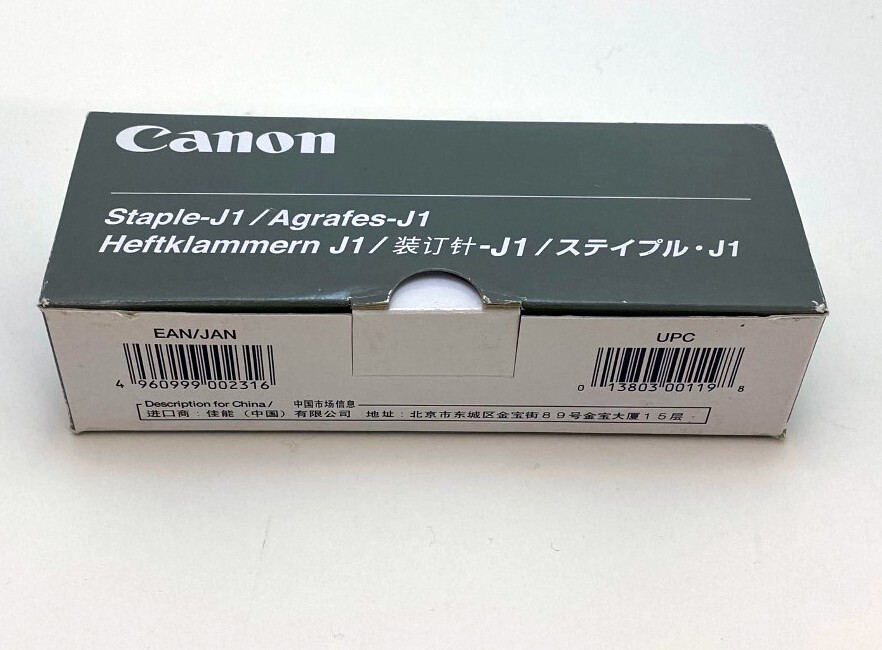 Canon
Staple-J1 / Agrafes-J1
Heftklammern J1 / 装订针-J1 / ステイプル・J1
EAN/JAN
4 960999 002316
UPC
0 13803 00119 8
Description for China / 中国市场信息
进口商：佳能（中国）有限公司 地址：北京市东城区金宝街89号金宝大厦15层